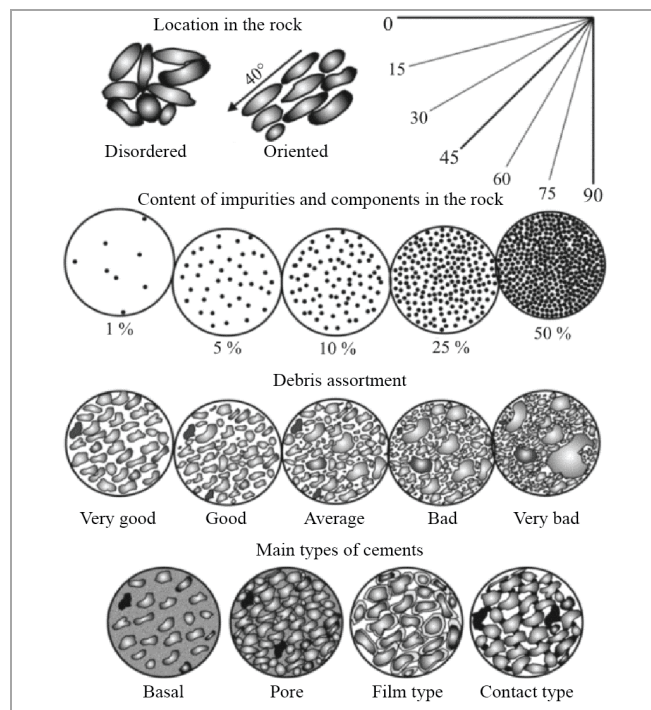 Location in the rock
0
15
30
45
60
75
90
40°
Disordered
Oriented
Content of impurities and components in the rock
1 %
5 %
10 %
25 %
50 %
Debris assortment
Very good
Good
Average
Bad
Very bad
Main types of cements
Basal
Pore
Film type
Contact type